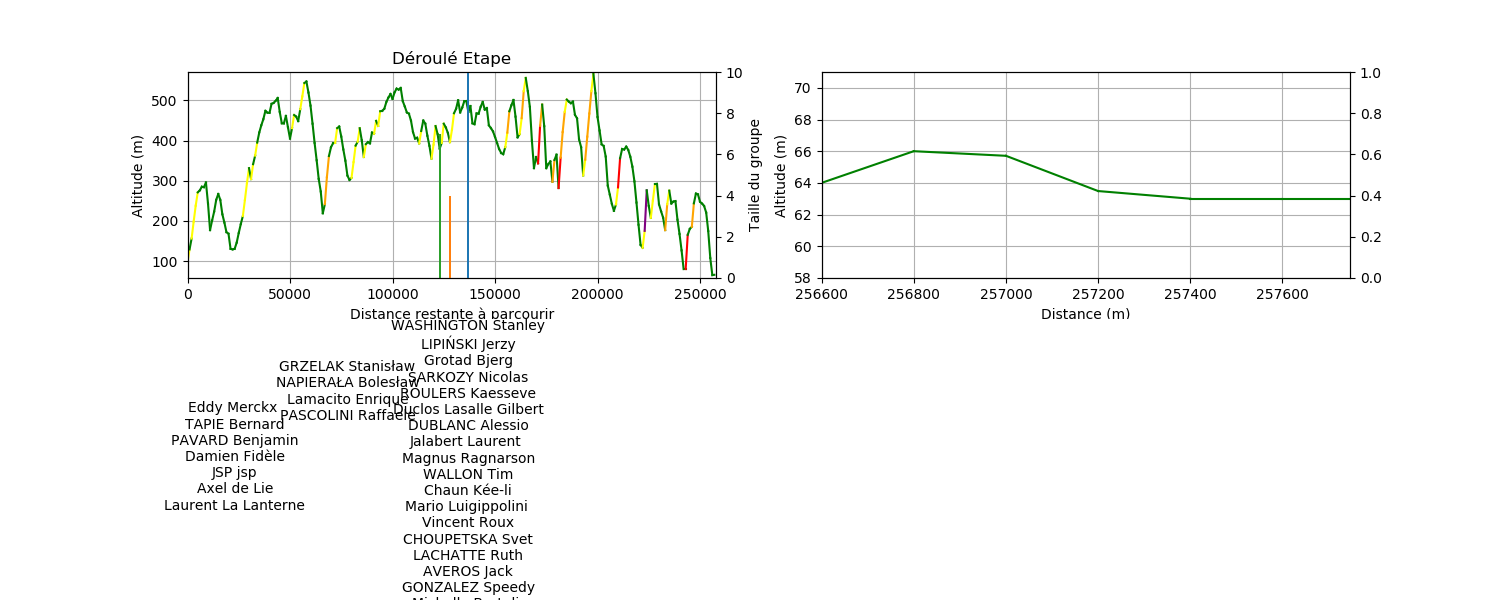 Déroulé Etape
500
400
300
200
100
Altitude (m)
10
8
6
4
2
0
Taille du groupe
0
50000
100000
150000
200000
250000
Distance restante à parcourir
70
68
66
64
62
60
58
Altitude (m)
1.0
0.8
0.6
0.4
0.2
0.0
256600
256800
257000
257200
257400
257600
Distance (m)
Eddy Merckx
TAPIE Bernard
PAVARD Benjamin
Damien Fidèle
JSP jsp
Axel de Lie
Laurent La Lanterne
GRZELAK Stanisław
NAPIERAŁA Bolesław
Lamacito Enrique
PASCOLINI Raffaele
WASHINGTON Stanley
LIPIŃSKI Jerzy
Grotad Bjerg
SARKOZY Nicolas
ROULERS Kaesseve
Duclos Lasalle Gilbert
DUBLANC Alessio
Jalabert Laurent
Magnus Ragnarson
WALLON Tim
Chaun Kée-li
Mario Luigippolini
Vincent Roux
CHOUPETSKA Svet
LACHATTE Ruth
AVEROS Jack
GONZALEZ Speedy